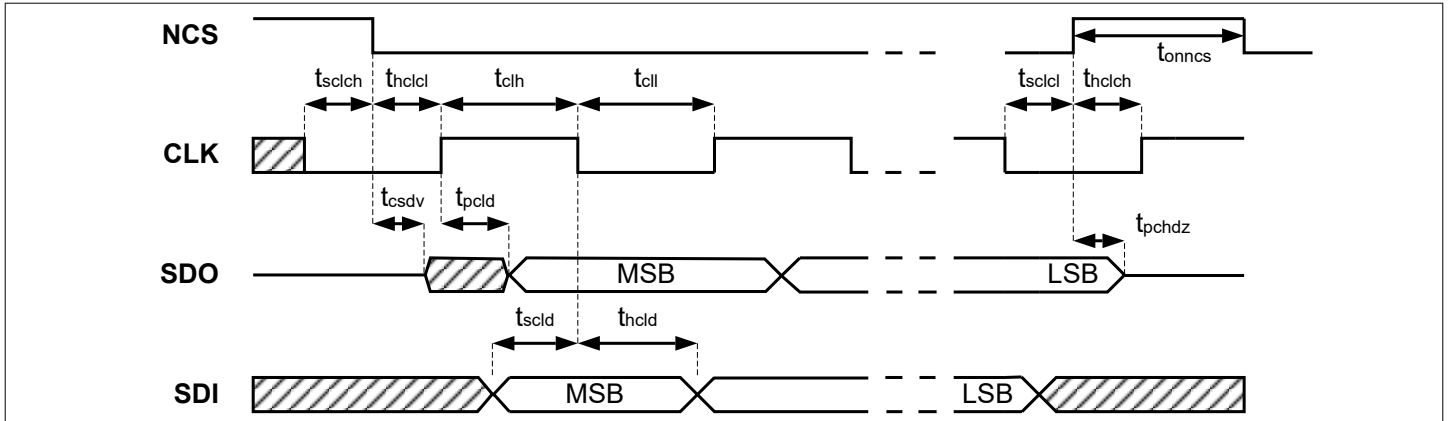 NCS
tonncs
tsclch thclcl tclh tcll tsclcl thclch
CLK
tcsdv tpcld tpchdz
SDO MSB LSB
tscld thcld
SDI MSB LSB